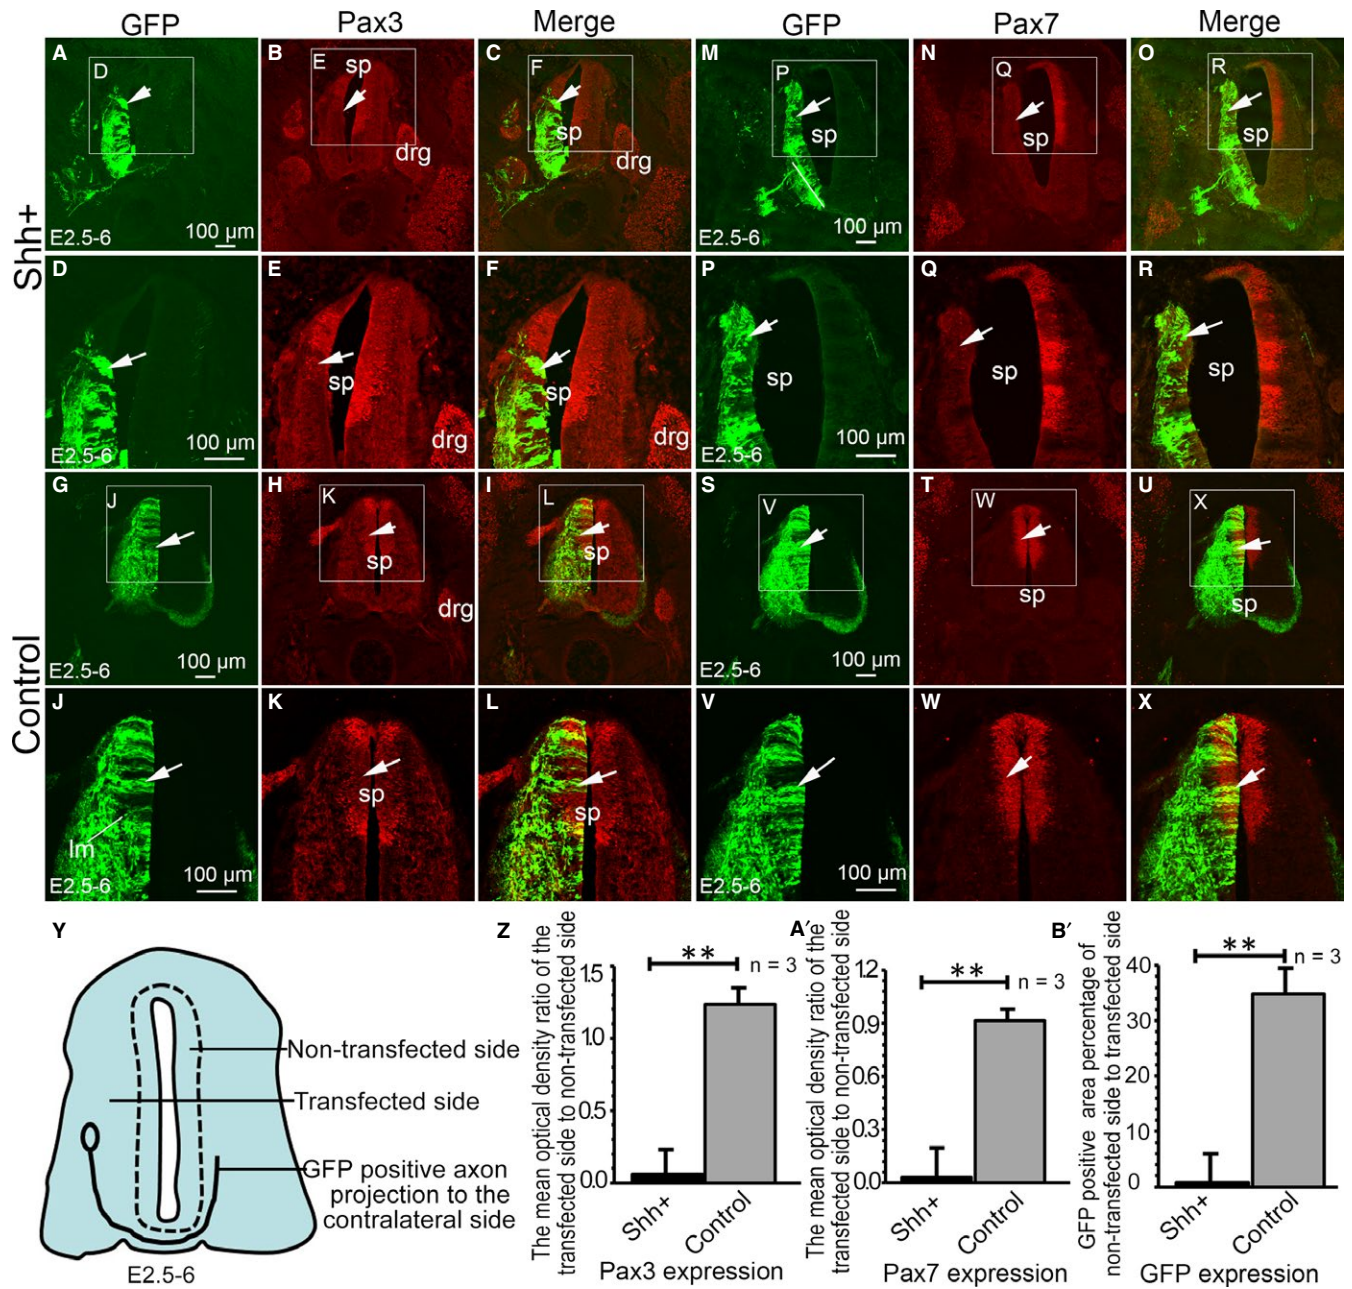 GFP Pax3 Merge GFP Pax7 Merge
Shh+
A D 100 µm E2.5-6
B E sp drg
C F sp drg
M P sp 100 µm E2.5-6
N Q sp
O R sp
D 100 µm E2.5-6
E sp drg
F sp drg
P sp 100 µm E2.5-6
Q sp
R sp
Control
G J 100 µm E2.5-6
H K sp drg
I L sp
S V 100 µm E2.5-6
T W sp
U X sp
J lm 100 µm E2.5-6
K sp
L sp
V 100 µm E2.5-6
W
X
Y
Non-transfected side
Transfected side
GFP positive axon
projection to the
contralateral side
E2.5-6
Z
The mean optical density ratio of the
transfected side to non-transfected side
15
10
0.5
0.0
** n = 3
Shh+ Control
Pax3 expression
A′
The mean optical density ratio of the
transfected side to non-transfected side
1.2
0.9
0.6
0.3
0.0
** n = 3
Shh+ Control
Pax7 expression
B′
GFP positive area percentage of
non-transfected side to transfected side
40
30
20
10
0
** n = 3
Shh+ Control
GFP expression